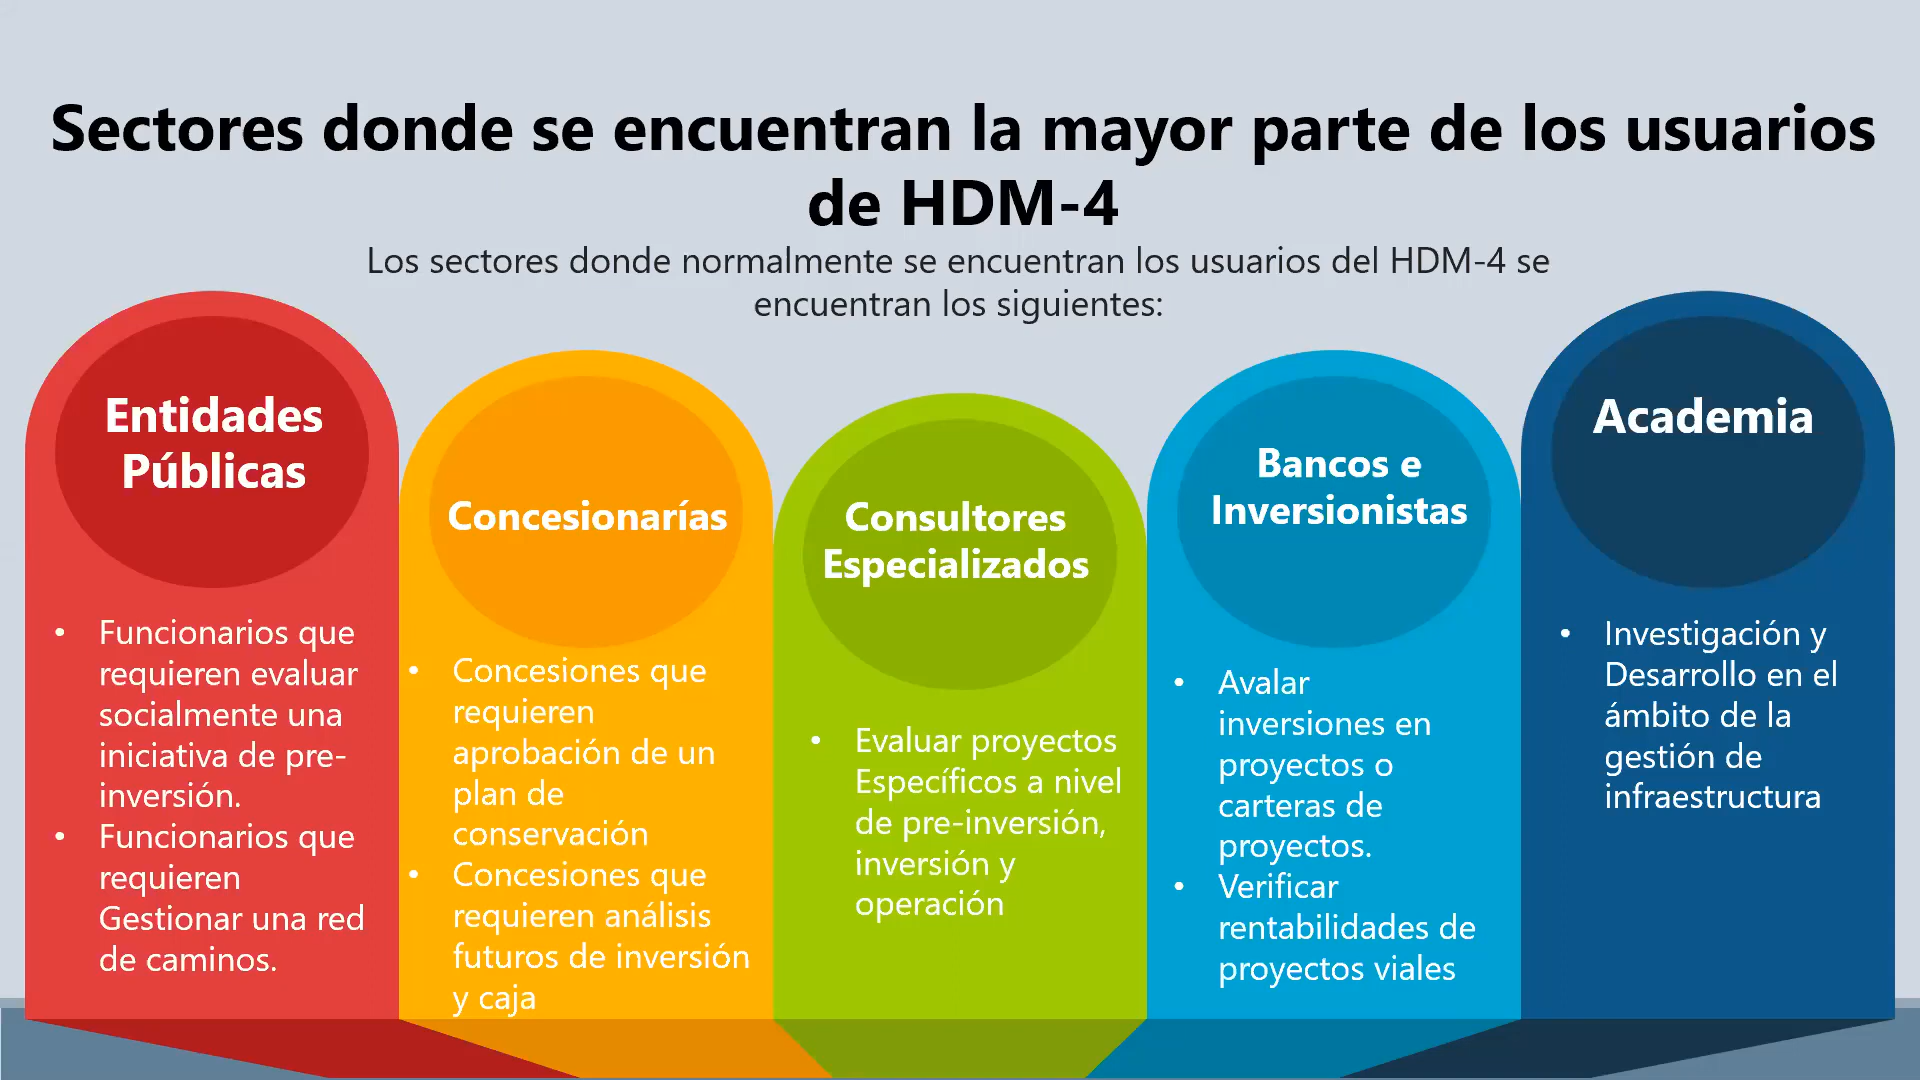 Sectores donde se encuentran la mayor parte de los usuarios
de HDM-4
Los sectores donde normalmente se encuentran los usuarios del HDM-4 se
encuentran los siguientes:
Entidades
Públicas
• Funcionarios que
requieren evaluar
socialmente una
iniciativa de pre-
inversión.
• Funcionarios que
requieren
Gestionar una red
de caminos.
Concesionarías
• Concesiones que
requieren
aprobación de un
plan de
conservación
• Concesiones que
requieren análisis
futuros de inversión
y caja
Consultores
Especializados
• Evaluar proyectos
Específicos a nivel
de pre-inversión,
inversión y
operación
Bancos e
Inversionistas
• Avalar
inversiones en
proyectos o
carteras de
proyectos.
• Verificar
rentabilidades de
proyectos viales
Academia
• Investigación y
Desarrollo en el
ámbito de la
gestión de
infraestructura